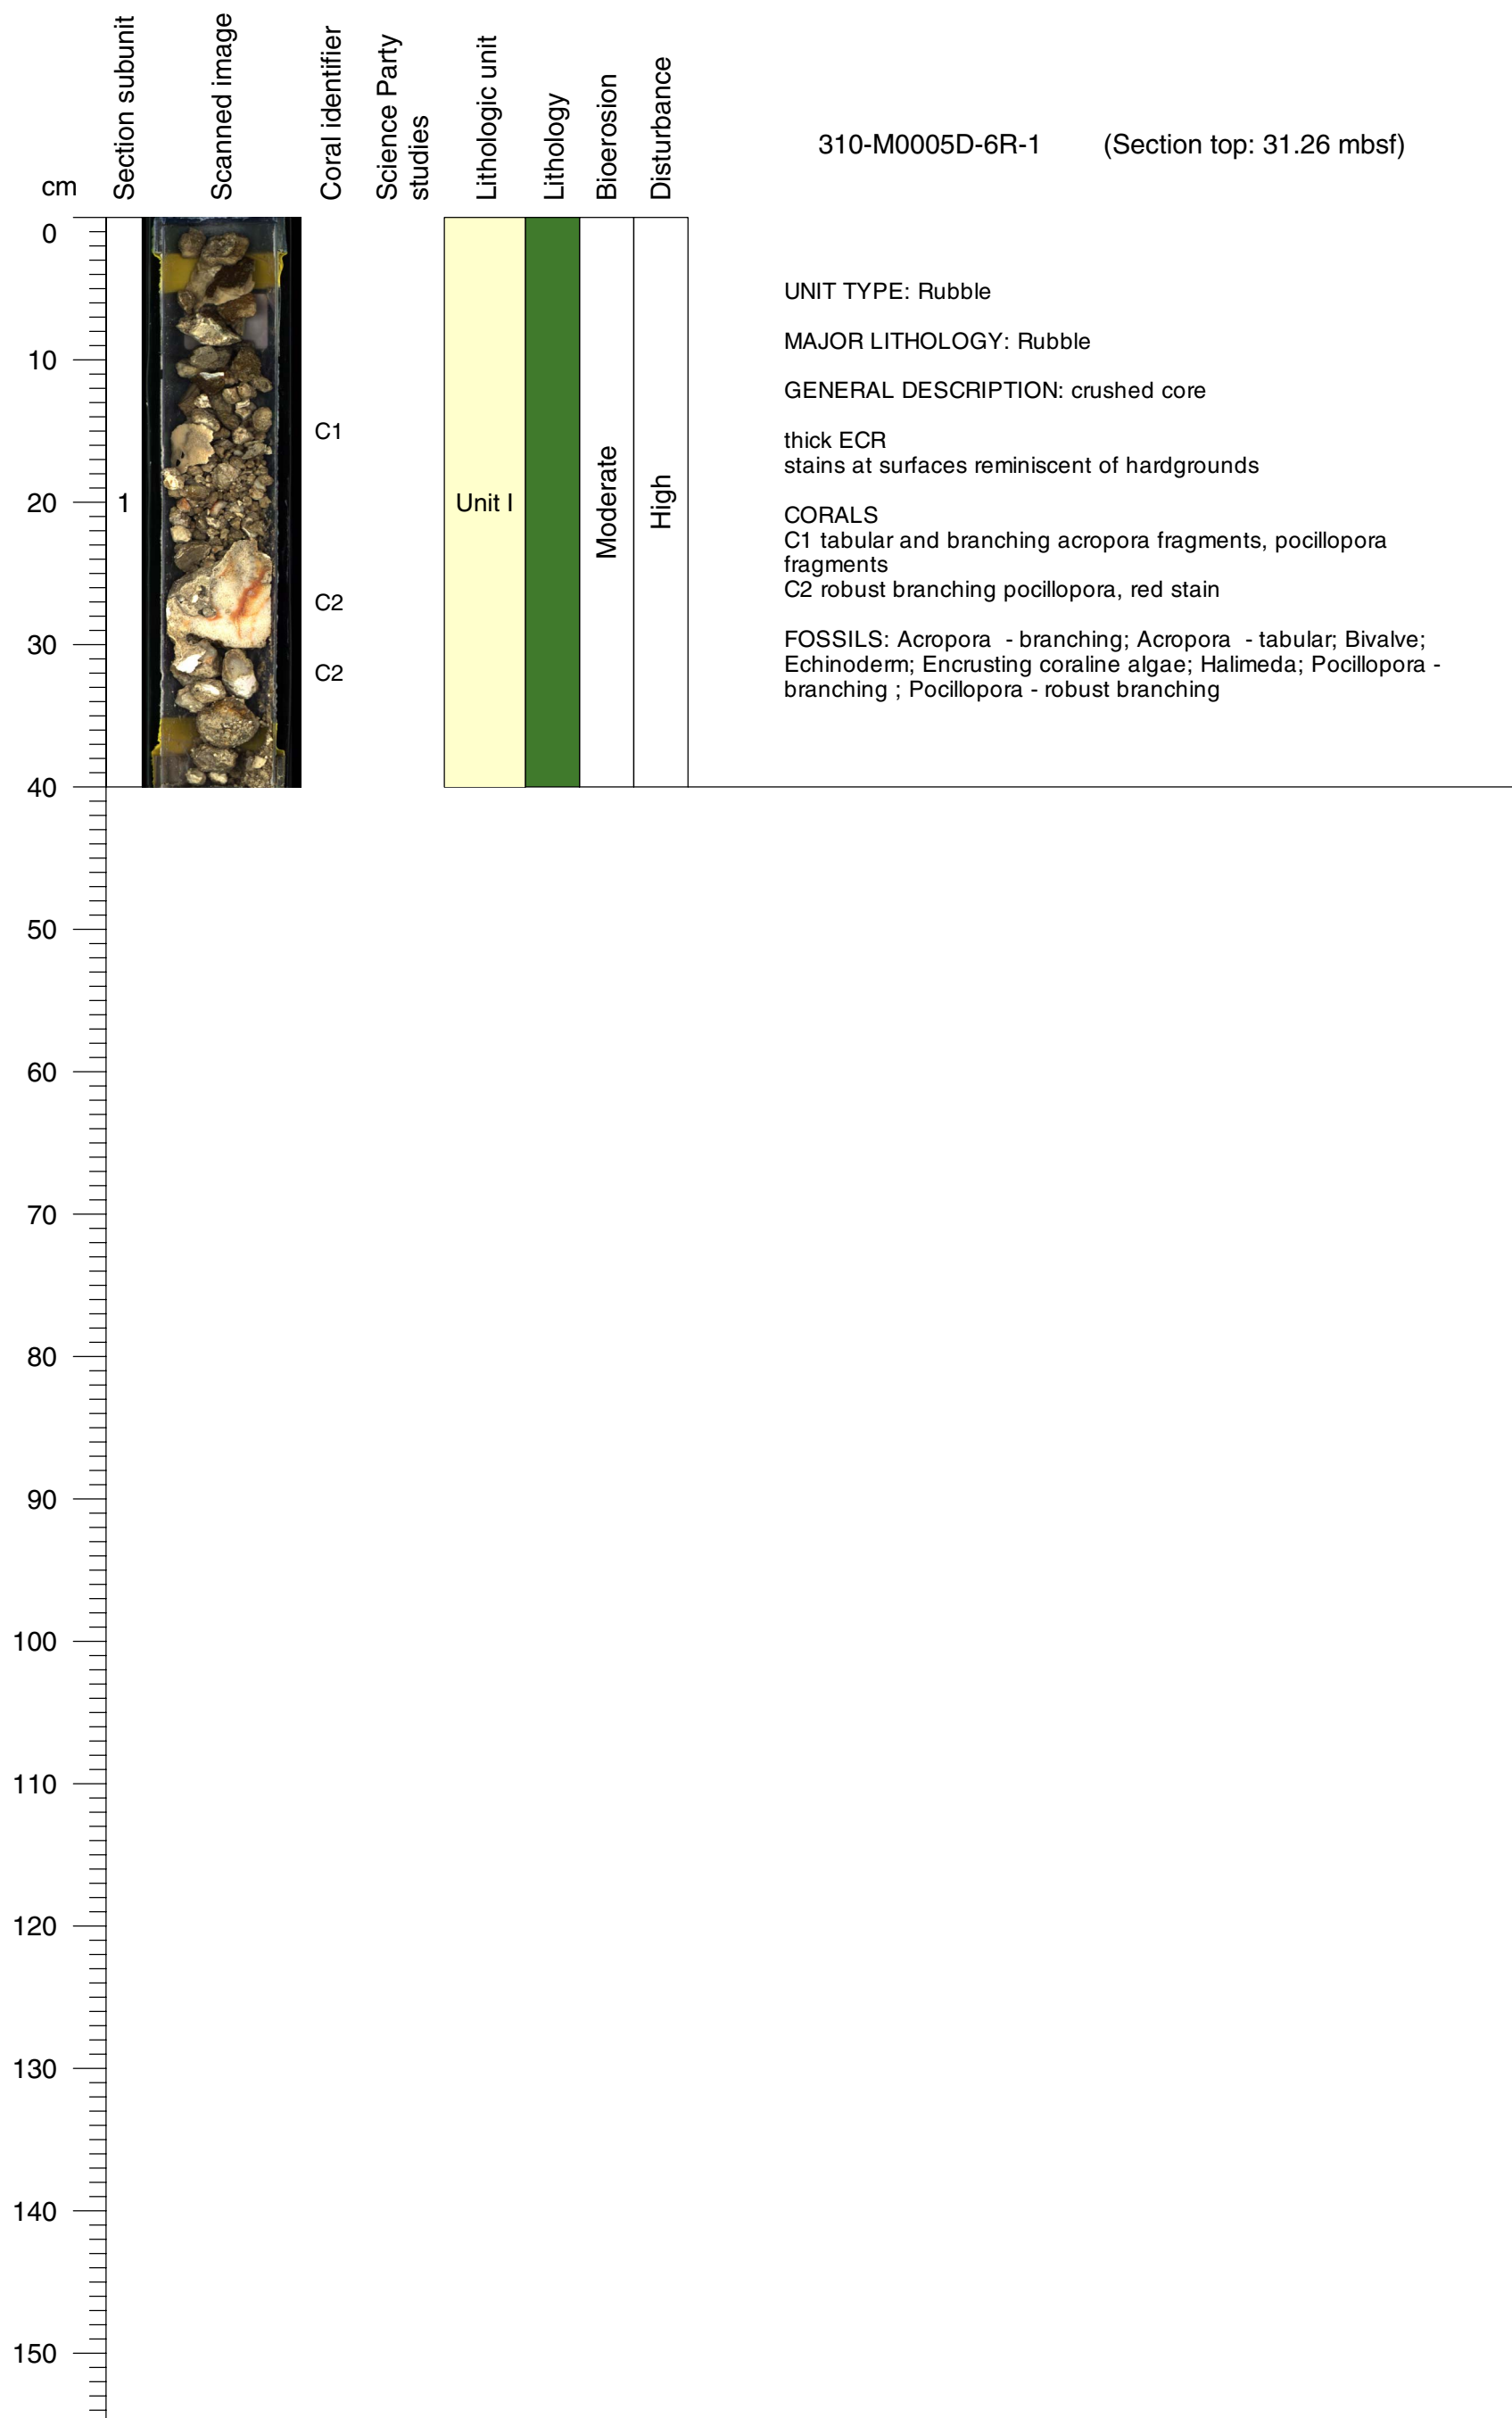 Section subunit
Scanned image
Coral identifier
Science Party
studies
Lithologic unit
Lithology
Bioerosion
Disturbance
310-M0005D-6R-1 (Section top: 31.26 mbsf)
cm
0
10
20
30
40
50
60
70
80
90
100
110
120
130
140
150
1
C1
C2
C2
Unit I
Moderate
High
UNIT TYPE: Rubble
MAJOR LITHOLOGY: Rubble
GENERAL DESCRIPTION: crushed core
thick ECR
stains at surfaces reminiscent of hardgrounds
CORALS
C1 tabular and branching acropora fragments, pocillopora
fragments
C2 robust branching pocillopora, red stain
FOSSILS: Acropora - branching; Acropora - tabular; Bivalve;
Echinoderm; Encrusting coraline algae; Halimeda; Pocillopora -
branching ; Pocillopora - robust branching